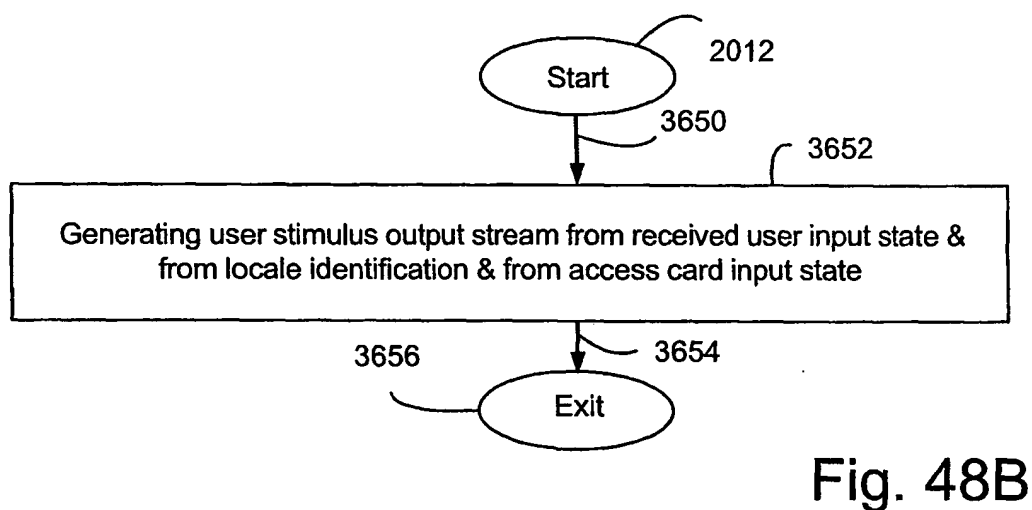 2012
Start
3650
3652
Generating user stimulus output stream from received user input state &
from locale identification & from access card input state
3656
3654
Exit
Fig. 48B